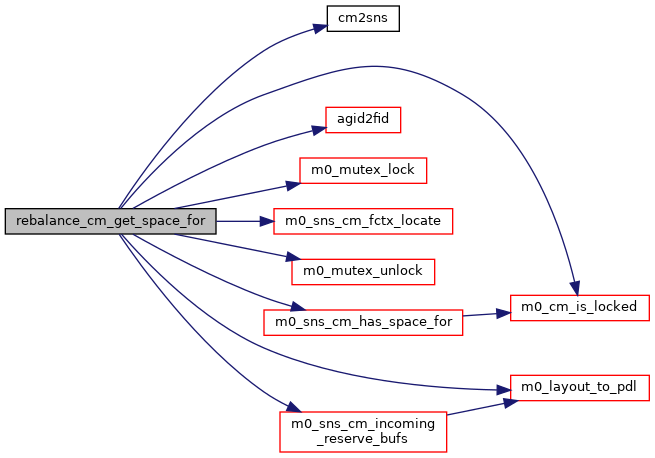 cm2sns
agid2fid
m0_mutex_lock
rebalance_cm_get_space_for
m0_sns_cm_fctx_locate
m0_mutex_unlock
m0_cm_is_locked
m0_sns_cm_has_space_for
m0_layout_to_pdl
m0_sns_cm_incoming
_reserve_bufs